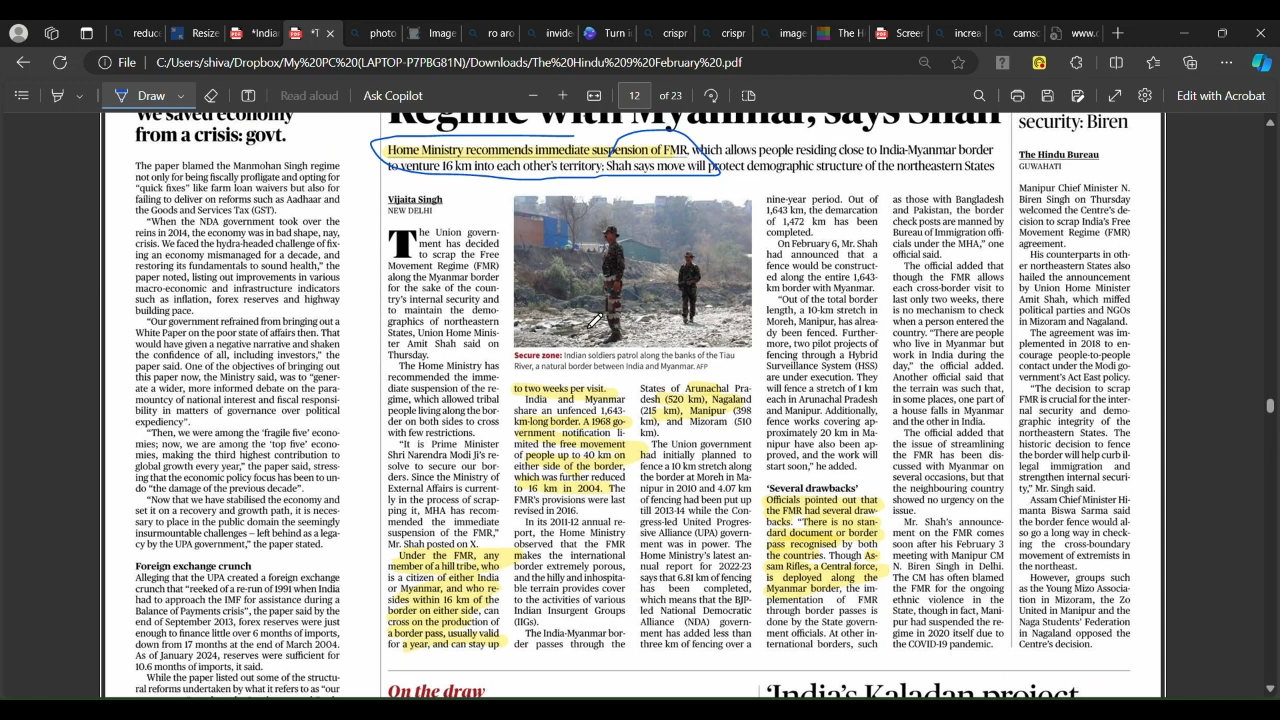 reduce
Resize
*Indian
*T
photo
Image
ro aro
invide
Turn i
crispr
crispr
image
The Hi
Screen
increa
camsc
www.c
File
C:/Users/shiva/Dropbox/My%20PC%20(LAPTOP-P7PBG81N)/Downloads/The%20Hindu%209%20February%20.pdf
Draw
Read aloud
Ask Copilot
12
of 23
Edit with Acrobat
We saved economy
from a crisis: govt.
The paper blamed the Manmohan Singh regime
not only for being fiscally profligate and opting for
“quick fixes” like farm loan waivers but also for
failing to deliver on reforms such as Aadhaar and
the Goods and Services Tax (GST).
“When the NDA government took over the
reins in 2014, the economy was in bad shape, nay,
crisis. We faced the hydra-headed challenge of fix-
ing an economy mismanaged for a decade, and
restoring its fundamentals to sound health,” the
paper noted, listing out improvements in various
macro-economic and infrastructure indicators
such as inflation, forex reserves and highway
building pace.
“Our government refrained from bringing out a
White Paper on the poor state of affairs then. That
would have given a negative narrative and shaken
the confidence of all, including investors,” the
paper said. One of the objectives of bringing out
this paper now, the Ministry said, was to “gener-
ate a wider, more informed debate on the para-
mountcy of national interest and fiscal responsi-
bility in matters of governance over political
expediency”.
“Then, we were among the ‘fragile five’ econo-
mies; now, we are among the ‘top five’ econo-
mies, making the third highest contribution to
global growth every year,” the paper said, stress-
ing that the economic policy focus has been to un-
do “the damage of the previous decade”.
“Now that we have stabilised the economy and
set it on a recovery and growth path, it is neces-
sary to place in the public domain the seemingly
insurmountable challenges – left behind as a lega-
cy by the UPA government,” the paper stated.
Foreign exchange crunch
Alleging that the UPA created a foreign exchange
crunch that “reeked of a re-run of 1991 when India
had to approach the IMF for assistance during a
Balance of Payments crisis”, the paper said by the
end of September 2013, forex reserves were just
enough to finance little over 6 months of imports,
down from 17 months at the end of March 2004.
As of January 2024, reserves were sufficient for
10.6 months of imports, it said.
While the paper listed out some of the structu-
ral reforms undertaken by what it refers to as “our
Regime with Myanmar, says Shah
Home Ministry recommends immediate suspension of FMR, which allows people residing close to India-Myanmar border
to venture 16 km into each other’s territory; Shah says move will protect demographic structure of the northeastern States
Vijaita Singh
NEW DELHI
The Union govern-
ment has decided
to scrap the Free
Movement Regime (FMR)
along the Myanmar border
for the sake of the coun-
try’s internal security and
to maintain the demo-
graphics of northeastern
States, Union Home Minis-
ter Amit Shah said on
Thursday.
The Home Ministry has
recommended the imme-
diate suspension of the re-
gime, which allowed tribal
people living along the bor-
der on both sides to cross
with few restrictions.
“It is Prime Minister
Shri Narendra Modi Ji’s re-
solve to secure our bor-
ders. Since the Ministry of
External Affairs is current-
ly in the process of scrap-
ping it, MHA has recom-
mended the immediate
suspension of the FMR,”
Mr. Shah posted on X.
Under the FMR, any
member of a hill tribe, who
is a citizen of either India
or Myanmar, and who re-
sides within 16 km of the
border on either side, can
cross on the production of
a border pass, usually valid
for a year, and can stay up
Secure zone: Indian soldiers patrol along the banks of the Tiau
River, a natural border between India and Myanmar. AFP
to two weeks per visit.
India and Myanmar
share an unfenced 1,643-
km-long border. A 1968 go-
vernment notification li-
mited the free movement
of people up to 40 km on
either side of the border,
which was further reduced
to 16 km in 2004. The
FMR’s provisions were last
revised in 2016.
In its 2011-12 annual re-
port, the Home Ministry
observed that the FMR
makes the international
border extremely porous,
and the hilly and inhospita-
ble terrain provides cover
to the activities of various
Indian Insurgent Groups
(IIGs).
The India-Myanmar bor-
der passes through the
States of Arunachal Pra-
desh (520 km), Nagaland
(215 km), Manipur (398
km), and Mizoram (510
km).
The Union government
had initially planned to
fence a 10 km stretch along
the border at Moreh in Ma-
nipur in 2010 and 4.07 km
of fencing had been put up
till 2013-14 while the Con-
gress-led United Progres-
sive Alliance (UPA) govern-
ment was in power. The
Home Ministry’s latest an-
nual report for 2022-23
says that 6.81 km of fencing
has been completed,
which means that the BJP-
led National Democratic
Alliance (NDA) govern-
ment has added less than
three km of fencing over a
nine-year period. Out of
1,643 km, the demarcation
of 1,472 km has been
completed.
On February 6, Mr. Shah
had announced that a
fence would be construct-
ed along the entire 1,643-
km border with Myanmar.
“Out of the total border
length, a 10-km stretch in
Moreh, Manipur, has alrea-
dy been fenced. Further-
more, two pilot projects of
fencing through a Hybrid
Surveillance System (HSS)
are under execution. They
will fence a stretch of 1 km
each in Arunachal Pradesh
and Manipur. Additionally,
fence works covering ap-
proximately 20 km in Ma-
nipur have also been ap-
proved, and the work will
start soon,” he added.
‘Several drawbacks’
Officials pointed out that
the FMR had several draw-
backs. “There is no stan-
dard document or border
pass recognised by both
the countries. Though As-
sam Rifles, a Central force,
is deployed along the
Myanmar border, the im-
plementation of FMR
through border passes is
done by the State govern-
ment officials. At other in-
ternational borders, such
as those with Bangladesh
and Pakistan, the border
check posts are manned by
Bureau of Immigration offi-
cials under the MHA,” one
official said.
The official added that
though the FMR allows
each cross-border visit to
last only two weeks, there
is no mechanism to check
when a person entered the
country. “There are people
who live in Myanmar but
work in India during the
day,” the official added.
Another official said that
the terrain was such that,
in some places, one part of
a house falls in Myanmar
and the other in India.
The official added that
the issue of streamlining
the FMR has been dis-
cussed with Myanmar on
several occasions, but that
the neighbouring country
showed no urgency on the
issue.
Mr. Shah’s announce-
ment on the FMR comes
soon after his February 3
meeting with Manipur CM
N. Biren Singh in Delhi.
The CM has often blamed
the FMR for the ongoing
ethnic violence in the
State, though in fact, Mani-
pur had suspended the re-
gime in 2020 itself due to
the COVID-19 pandemic.
security: Biren
The Hindu Bureau
GUWAHATI
Manipur Chief Minister N.
Biren Singh on Thursday
welcomed the Centre’s de-
cision to scrap India’s Free
Movement Regime (FMR)
agreement.
His counterparts in oth-
er northeastern States also
hailed the announcement
by Union Home Minister
Amit Shah, which miffed
political parties and NGOs
in Mizoram and Nagaland.
The agreement was im-
plemented in 2018 to en-
courage people-to-people
contact under the Modi go-
vernment’s Act East policy.
“The decision to scrap
FMR is crucial for the inter-
nal security and demo-
graphic integrity of the
northeastern States. The
historic decision to fence
the border will help curb il-
legal immigration and
strengthen internal securi-
ty,” Mr. Singh said.
Assam Chief Minister Hi-
manta Biswa Sarma said
the border fence would al-
so go a long way in check-
ing the cross-boundary
movement of extremists in
the northeast.
However, groups such
as the Young Mizo Associa-
tion in Mizoram, the Zo
United in Manipur and the
Naga Students’ Federation
in Nagaland opposed the
Centre’s decision.
On the draw
‘India’s Kaladan project